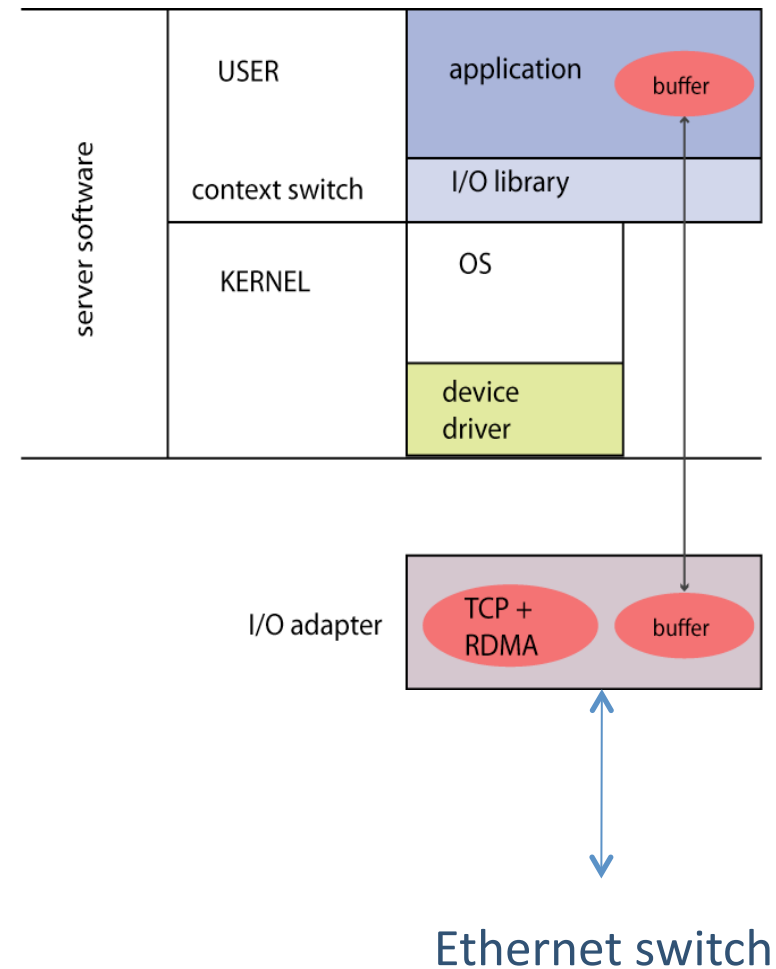 server software
USER
application
buffer
context switch
I/O library
KERNEL
OS
device
driver
I/O adapter
TCP +
RDMA
buffer
Ethernet switch